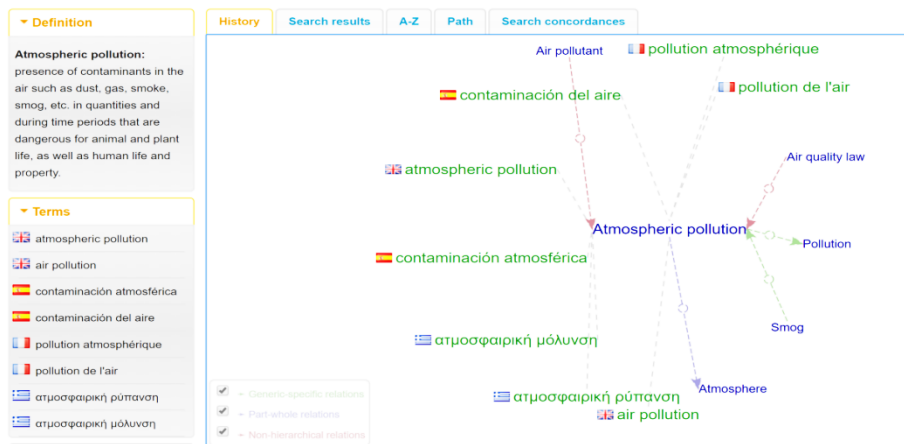 Definition
Atmospheric pollution:
presence of contaminants in the
air such as dust, gas, smoke,
smog, etc. in quantities and
during time periods that are
dangerous for animal and plant
life, as well as human life and
property.
Terms
atmospheric pollution
air pollution
contaminación atmosférica
contaminación del aire
pollution atmosphérique
pollution de l'air
ατμοσφαιρική ρύπανση
ατμοσφαιρική μόλυνση
History
Search results
A-Z
Path
Search concordances
Air pollutant
pollution atmosphérique
contaminación del aire
pollution de l'air
atmospheric pollution
Air quality law
Atmospheric pollution
Pollution
contaminación atmosférica
Smog
ατμοσφαιρική μόλυνση
Atmosphere
ατμοσφαιρική ρύπανση
air pollution
- Generic-specific relations
- Part-whole relations
- Non-hierarchical relations